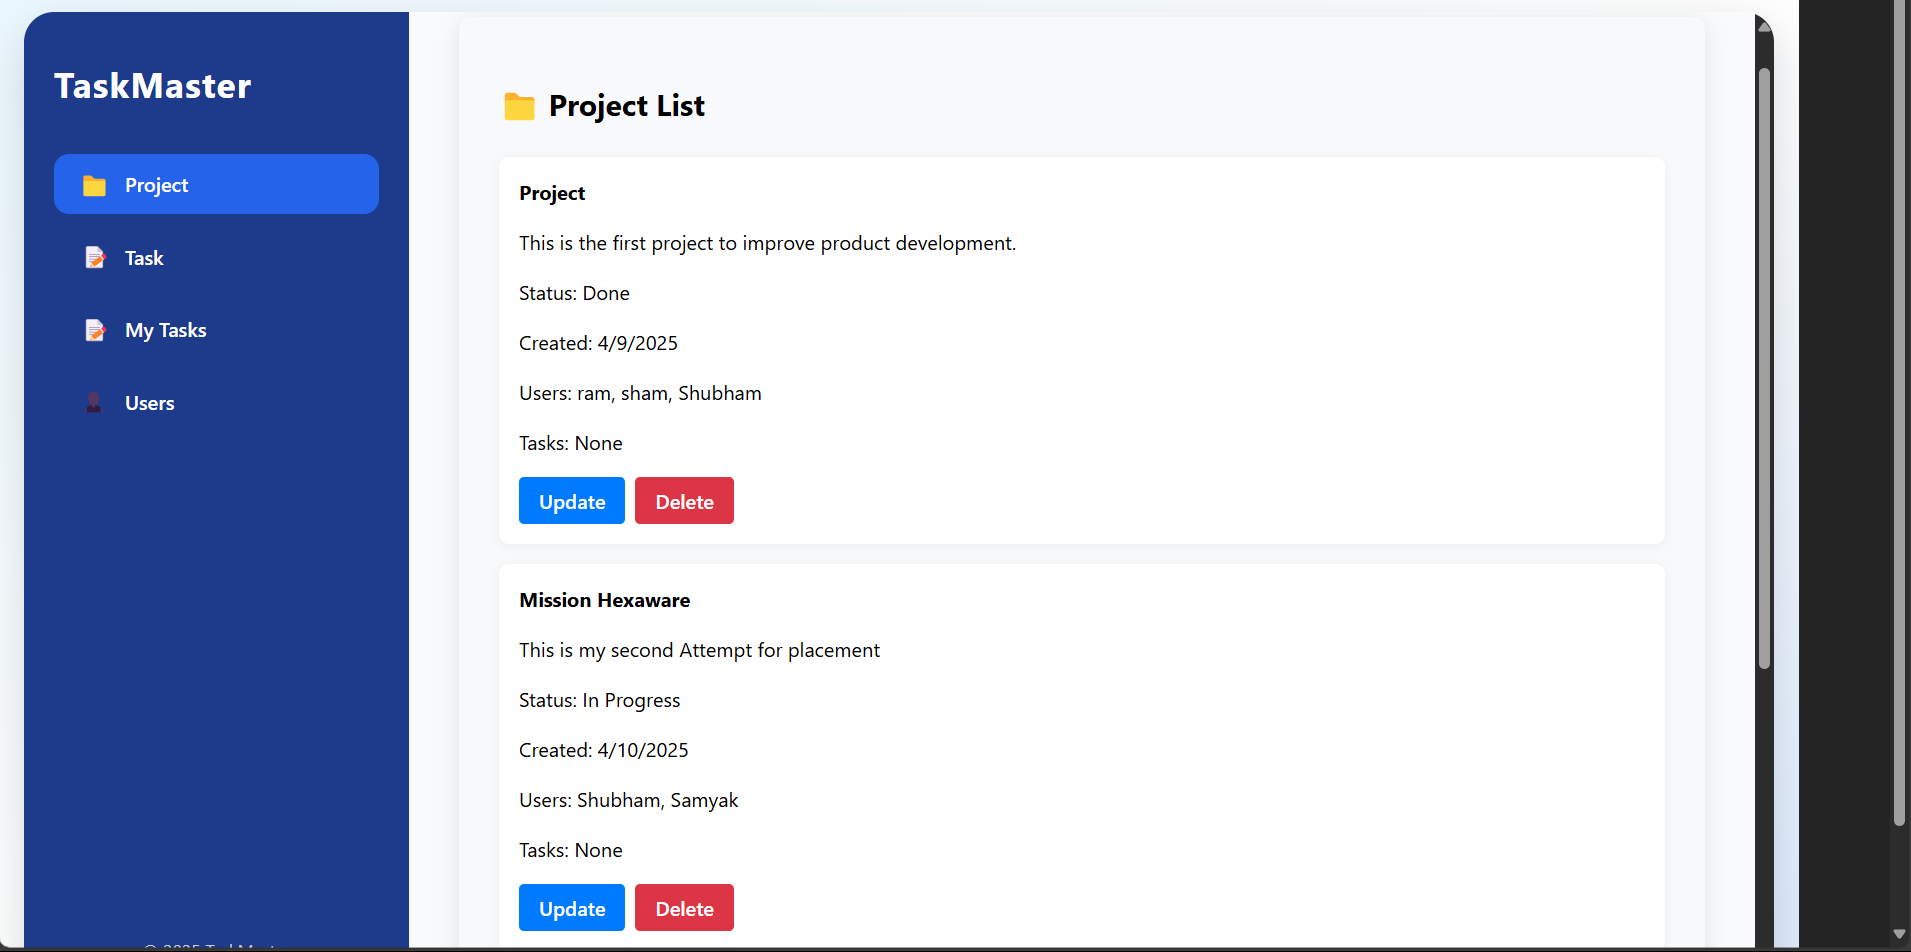 TaskMaster
Project
Task
My Tasks
Users
Project List
Project
This is the first project to improve product development.
Status: Done
Created: 4/9/2025
Users: ram, sham, Shubham
Tasks: None
Update Delete
Mission Hexaware
This is my second Attempt for placement
Status: In Progress
Created: 4/10/2025
Users: Shubham, Samyak
Tasks: None
Update Delete